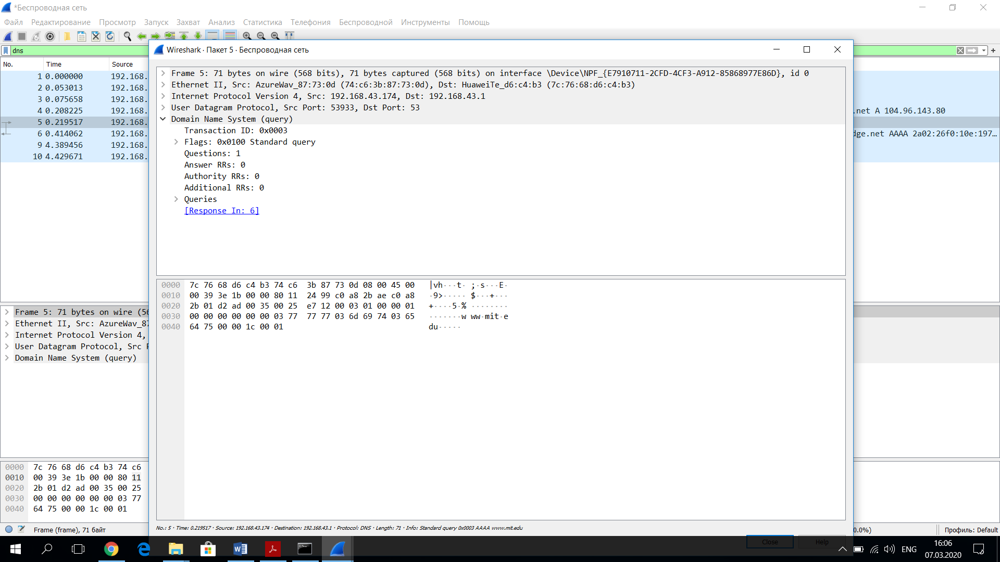 *Беспроводная сеть
Файл Редактирование Просмотр Запуск Захват Анализ Статистика Телефония Беспроводной Инструменты Помощь
dns
No. Time Source
1 0.000000 192.168.
2 0.053013 192.168.
3 0.075658 192.168.
4 0.208225 192.168. .net A 104.96.143.80
5 0.219517 192.168.
6 0.414062 192.168. dge.net AAAA 2a02:26f0:10e:197…
9 4.389456 192.168.
10 4.429671 192.168.
Wireshark · Пакет 5 · Беспроводная сеть
Frame 5: 71 bytes on wire (568 bits), 71 bytes captured (568 bits) on interface \Device\NPF_{E7910711-2CFD-4CF3-A912-85868977E86D}, id 0
Ethernet II, Src: AzureWav_87:73:0d (74:c6:3b:87:73:0d), Dst: HuaweiTe_d6:c4:b3 (7c:76:68:d6:c4:b3)
Internet Protocol Version 4, Src: 192.168.43.174, Dst: 192.168.43.1
User Datagram Protocol, Src Port: 53933, Dst Port: 53
Domain Name System (query)
Transaction ID: 0x0003
Flags: 0x0100 Standard query
Questions: 1
Answer RRs: 0
Authority RRs: 0
Additional RRs: 0
Queries
[Response In: 6]
0000 7c 76 68 d6 c4 b3 74 c6 3b 87 73 0d 08 00 45 00 |vh···t· ;·s···E·
0010 00 39 3e 1b 00 00 80 11 24 99 c0 a8 2b ae c0 a8 ·9>····· $···+···
0020 2b 01 d2 ad 00 35 00 25 e7 12 00 03 01 00 00 01 +····5·% ········
0030 00 00 00 00 00 00 03 77 77 77 03 6d 69 74 03 65 ·······w ww·mit·e
0040 64 75 00 00 1c 00 01 du·····
No.: 5 · Time: 0.219517 · Source: 192.168.43.174 · Destination: 192.168.43.1 · Protocol: DNS · Length: 71 · Info: Standard query 0x0003 AAAA www.mit.edu
Close Help
Frame 5: 71 bytes on wire (56
Ethernet II, Src: AzureWav_87
Internet Protocol Version 4,
User Datagram Protocol, Src P
Domain Name System (query)
0000 7c 76 68 d6 c4 b3 74 c6
0010 00 39 3e 1b 00 00 80 11
0020 2b 01 d2 ad 00 35 00 25
0030 00 00 00 00 00 00 03 77
0040 64 75 00 00 1c 00 01
Frame (frame), 71 байт
0.0%) Профиль: Default
ENG
16:06
07.03.2020